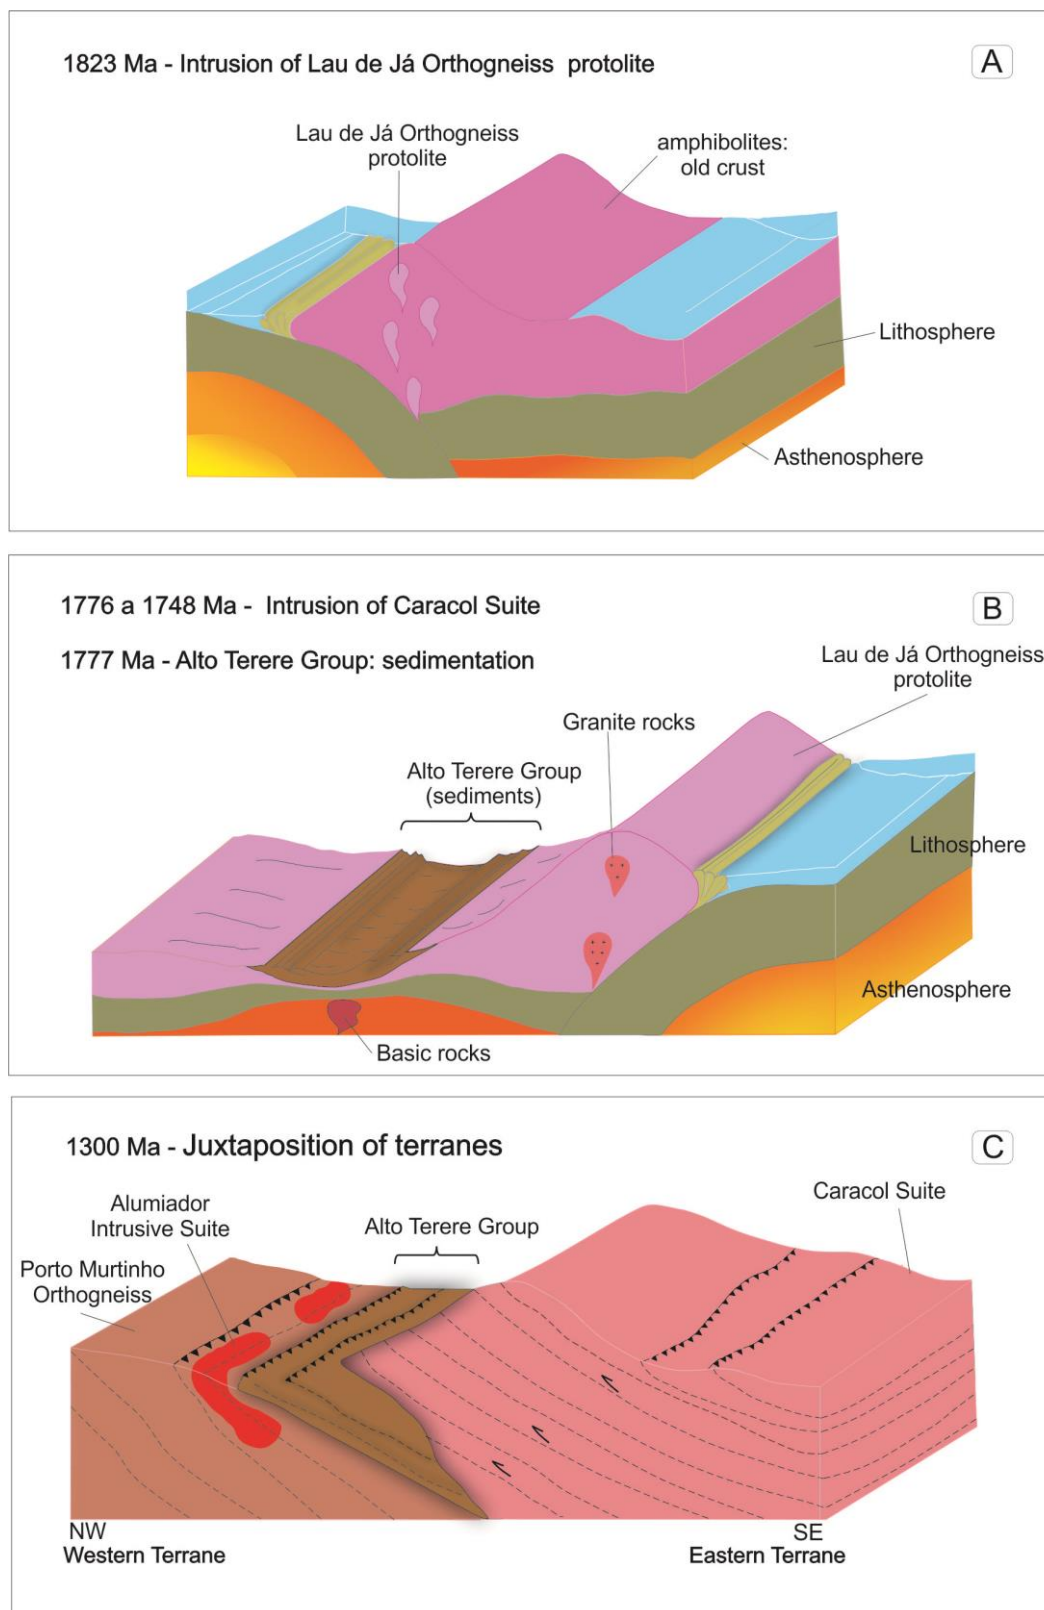 1823 Ma - Intrusion of Lau de Já Orthogneiss protolite
A
Lau de Já Orthogneiss
protolite
amphibolites:
old crust
Lithosphere
Asthenosphere
1776 a 1748 Ma - Intrusion of Caracol Suite
B
1777 Ma - Alto Terere Group: sedimentation
Lau de Já Orthogneiss
protolite
Granite rocks
Alto Terere Group
(sediments)
Lithosphere
Asthenosphere
Basic rocks
1300 Ma - Juxtaposition of terranes
C
Alumiador
Intrusive Suite
Caracol Suite
Alto Terere Group
Porto Murtinho
Orthogneiss
NW
Western Terrane
SE
Eastern Terrane